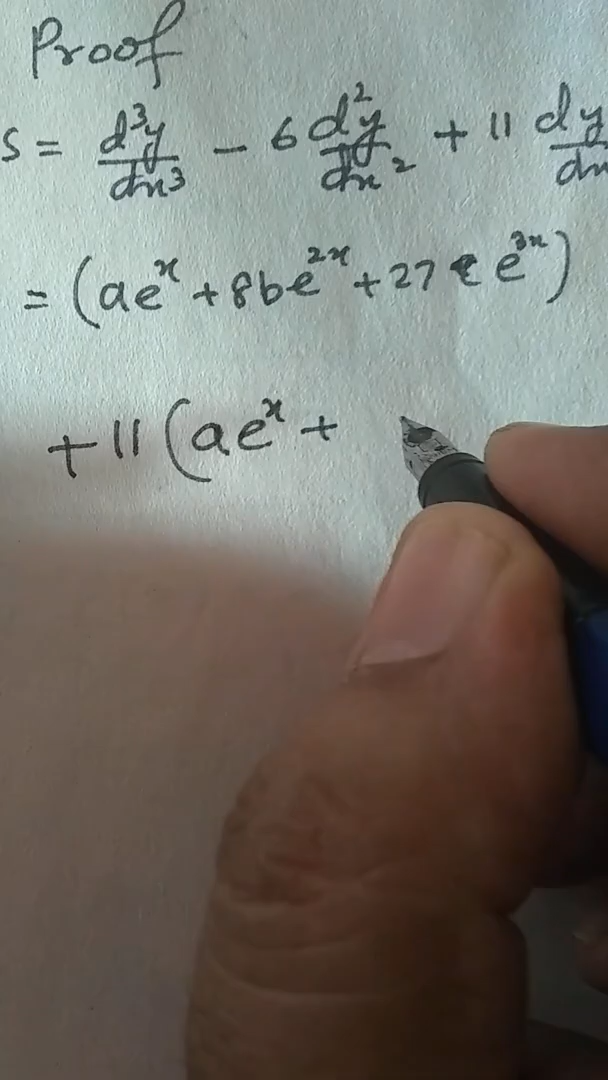 Proof
S = d³y/dx³ - 6 d²y/dx² + 11 dy/dx
= (ae^x + 8be^2x + 27ce^3x)
+ 11 (ae^x +